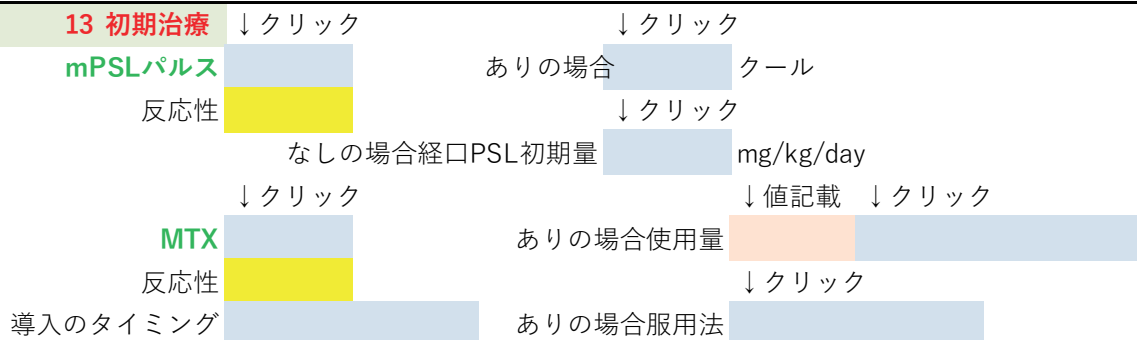 13 初期治療 ↓クリック ↓クリック
mPSLパルス ありの場合 クール
反応性 ↓クリック
なしの場合経口PSL初期量 mg/kg/day
↓クリック ↓値記載 ↓クリック
MTX ありの場合使用量
反応性 ↓クリック
導入のタイミング ありの場合服用法